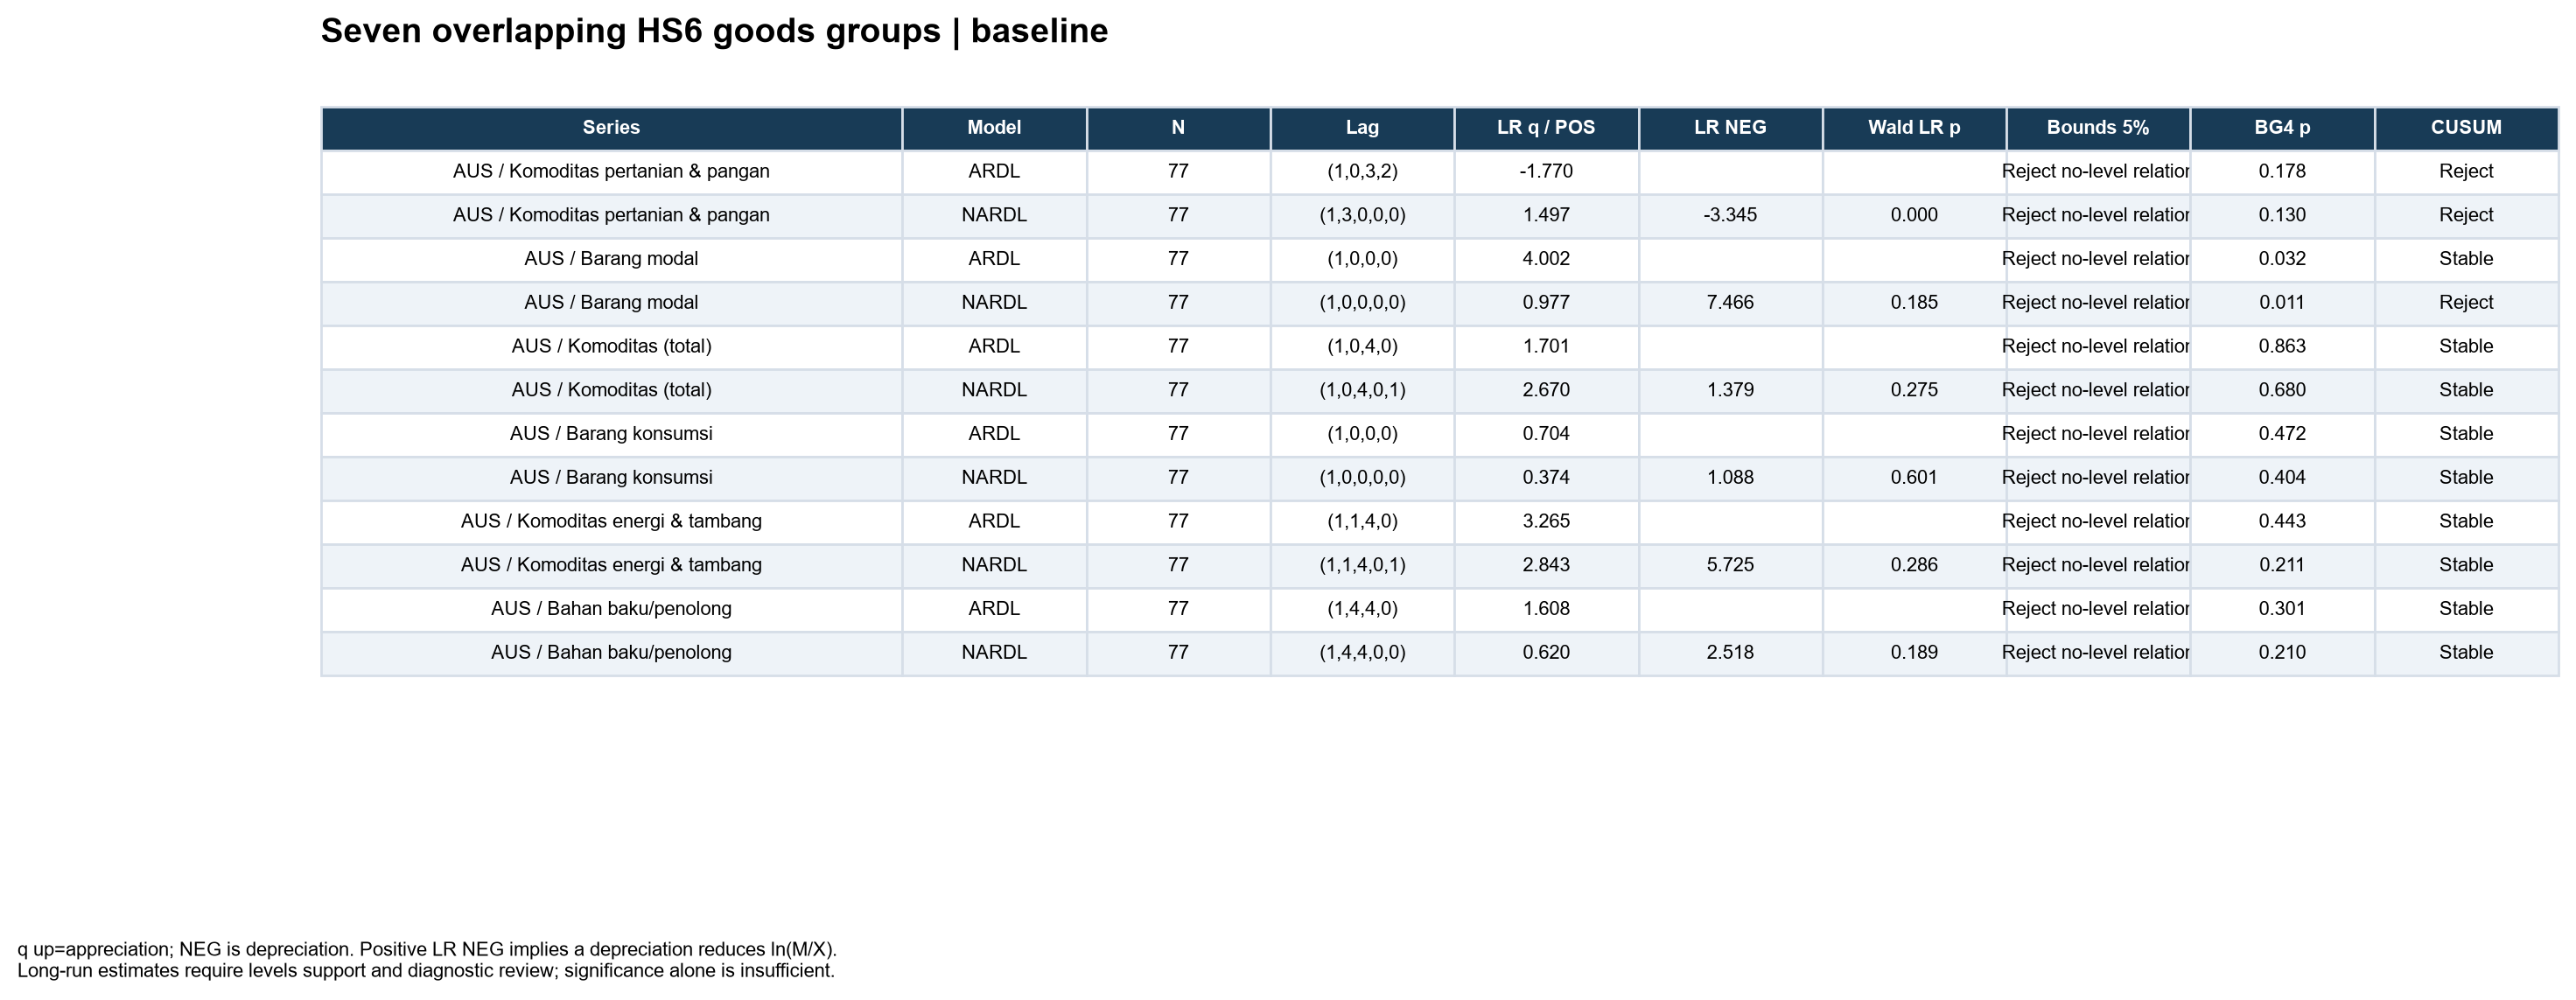 Seven overlapping HS6 goods groups | baseline
Series Model N Lag LR q / POS LR NEG Wald LR p Bounds 5% BG4 p CUSUM
AUS / Komoditas pertanian & pangan ARDL 77 (1,0,3,2) -1.770 Reject no-level relation 0.178 Reject
AUS / Komoditas pertanian & pangan NARDL 77 (1,3,0,0,0) 1.497 -3.345 0.000 Reject no-level relation 0.130 Reject
AUS / Barang modal ARDL 77 (1,0,0,0) 4.002 Reject no-level relation 0.032 Stable
AUS / Barang modal NARDL 77 (1,0,0,0,0) 0.977 7.466 0.185 Reject no-level relation 0.011 Reject
AUS / Komoditas (total) ARDL 77 (1,0,4,0) 1.701 Reject no-level relation 0.863 Stable
AUS / Komoditas (total) NARDL 77 (1,0,4,0,1) 2.670 1.379 0.275 Reject no-level relation 0.680 Stable
AUS / Barang konsumsi ARDL 77 (1,0,0,0) 0.704 Reject no-level relation 0.472 Stable
AUS / Barang konsumsi NARDL 77 (1,0,0,0,0) 0.374 1.088 0.601 Reject no-level relation 0.404 Stable
AUS / Komoditas energi & tambang ARDL 77 (1,1,4,0) 3.265 Reject no-level relation 0.443 Stable
AUS / Komoditas energi & tambang NARDL 77 (1,1,4,0,1) 2.843 5.725 0.286 Reject no-level relation 0.211 Stable
AUS / Bahan baku/penolong ARDL 77 (1,4,4,0) 1.608 Reject no-level relation 0.301 Stable
AUS / Bahan baku/penolong NARDL 77 (1,4,4,0,0) 0.620 2.518 0.189 Reject no-level relation 0.210 Stable
q up=appreciation; NEG is depreciation. Positive LR NEG implies a depreciation reduces ln(M/X).
Long-run estimates require levels support and diagnostic review; significance alone is insufficient.